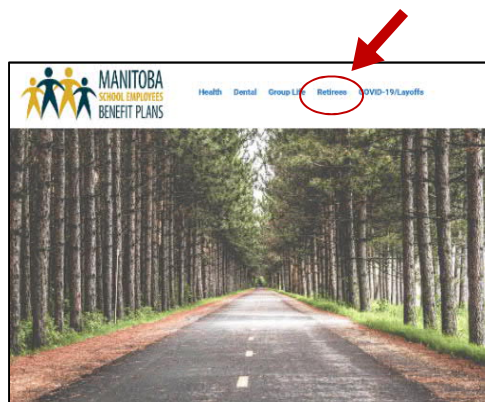 MANITOBA
SCHOOL EMPLOYEES
BENEFIT PLANS
Health Dental Group Life Retirees COVID-19/Layoffs